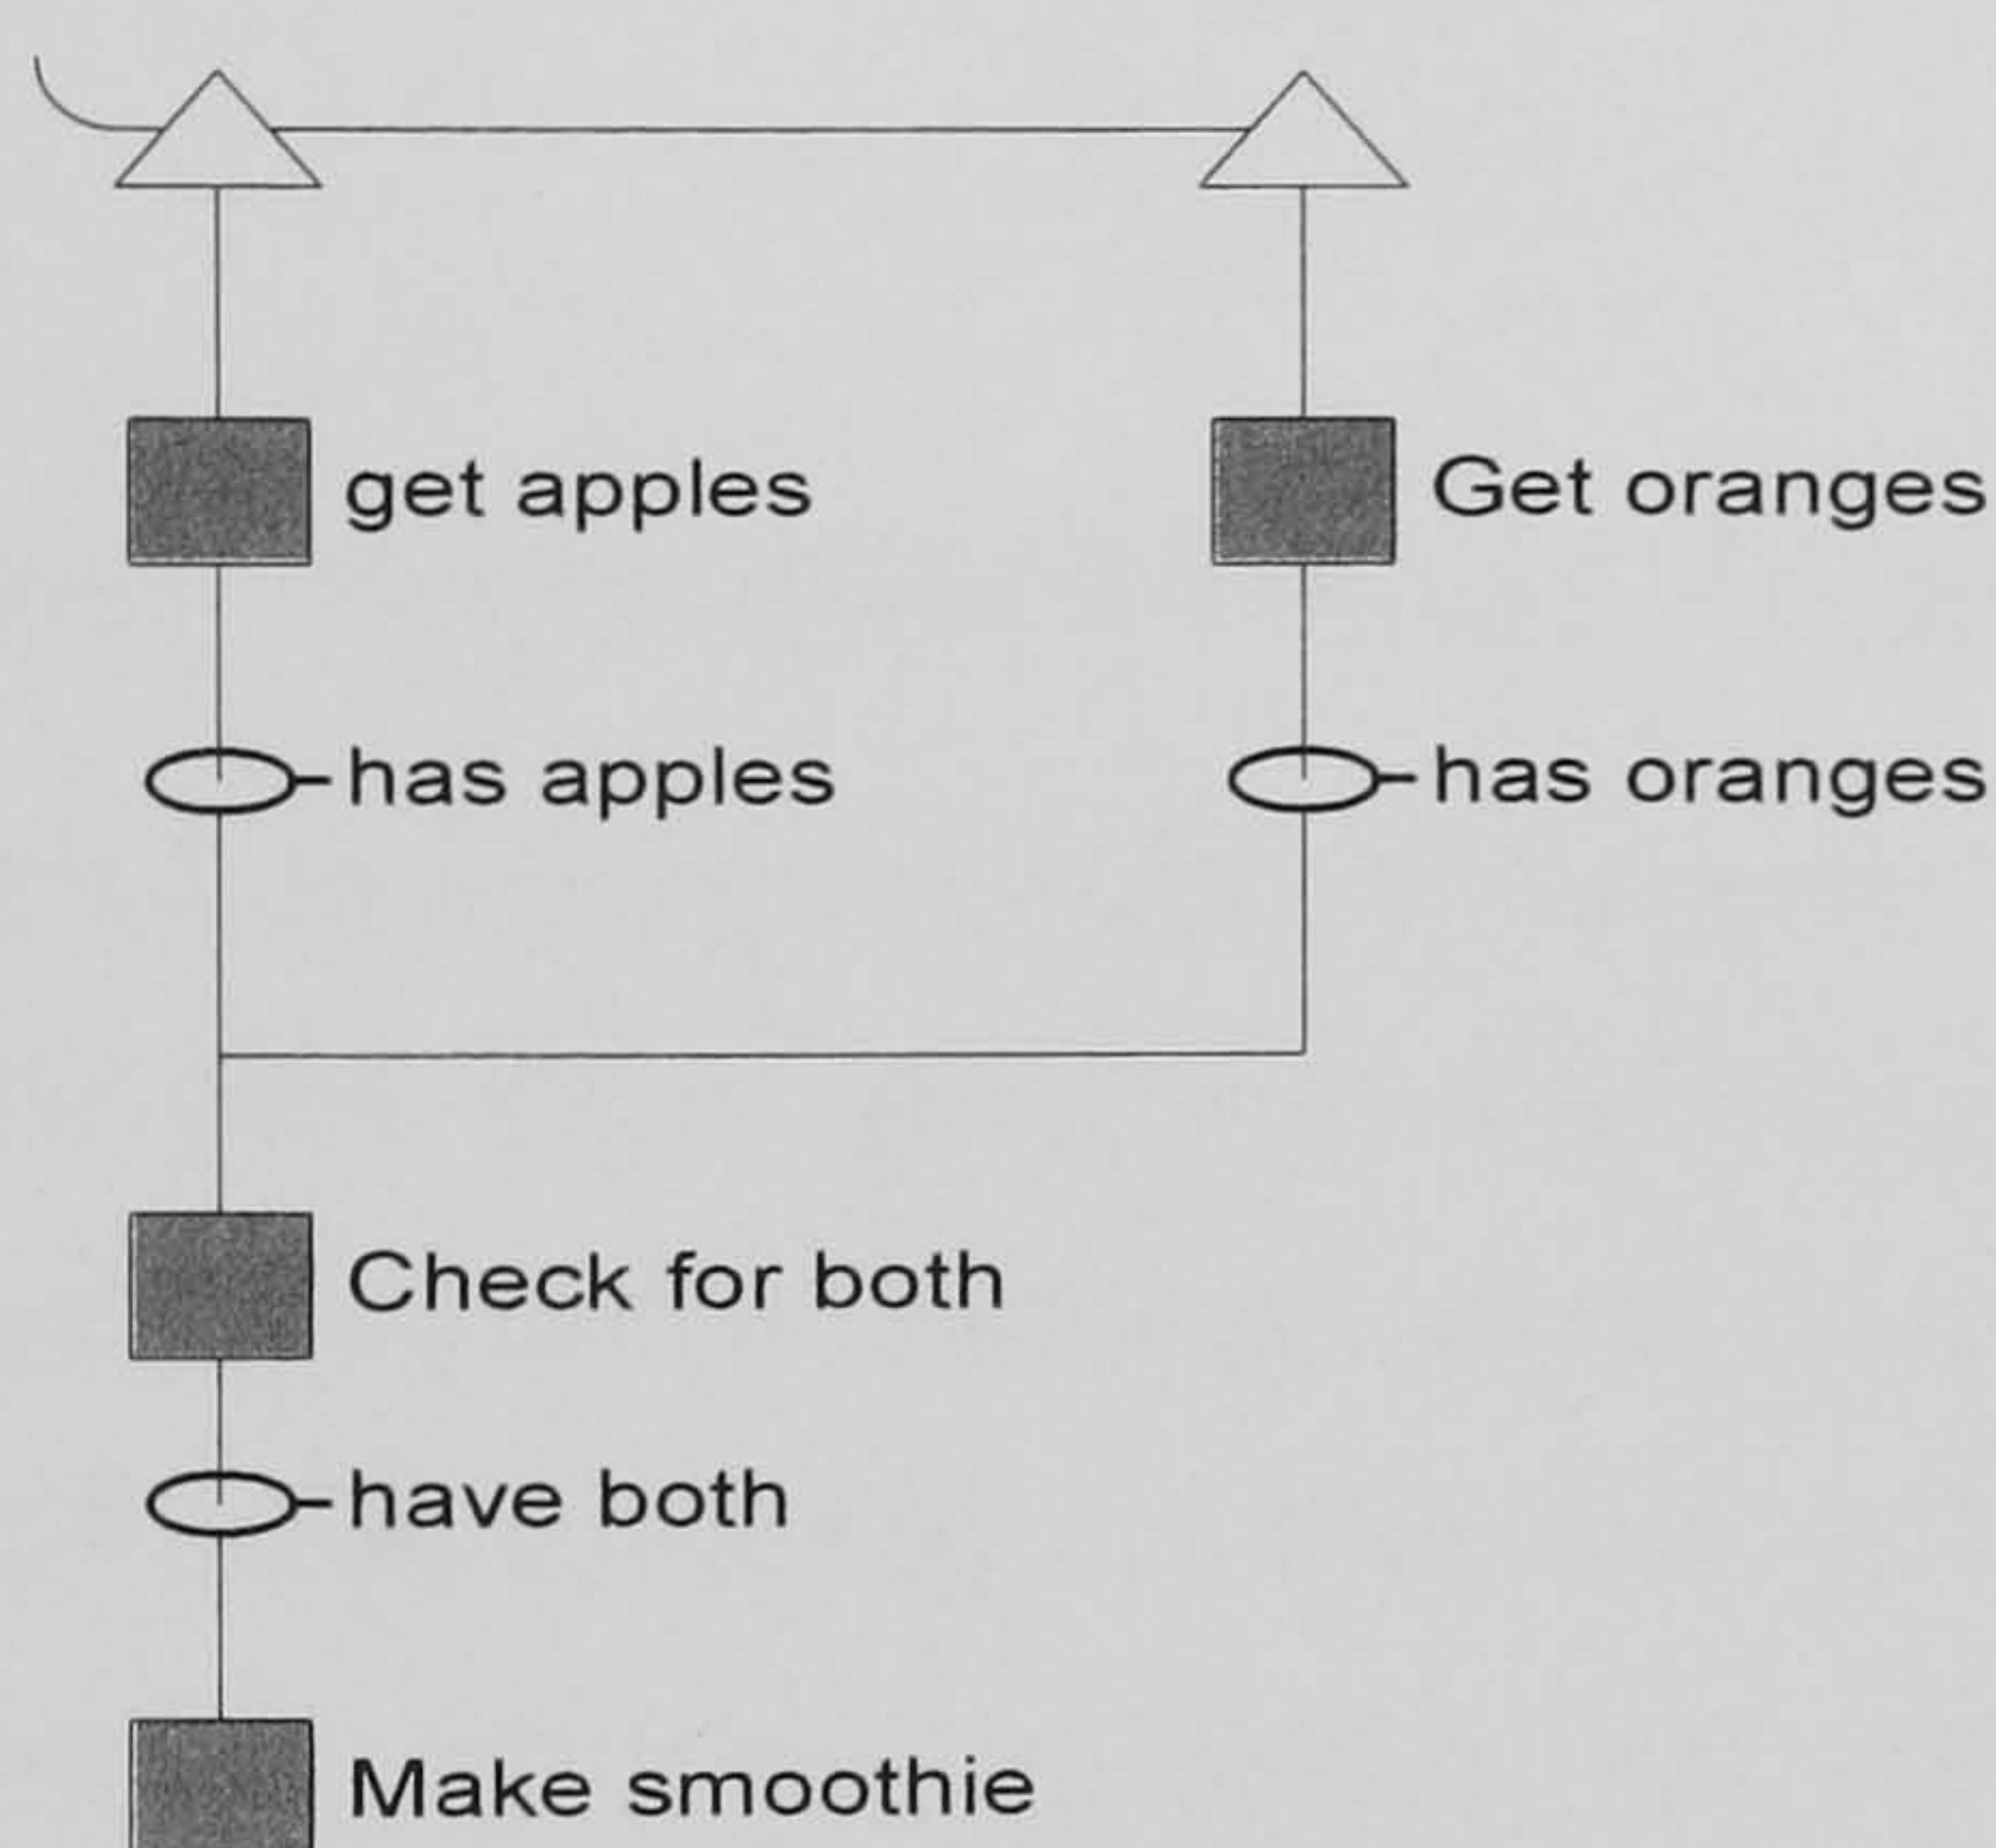 get apples
Get oranges
has apples
has oranges
Check for both
have both
Make smoothie